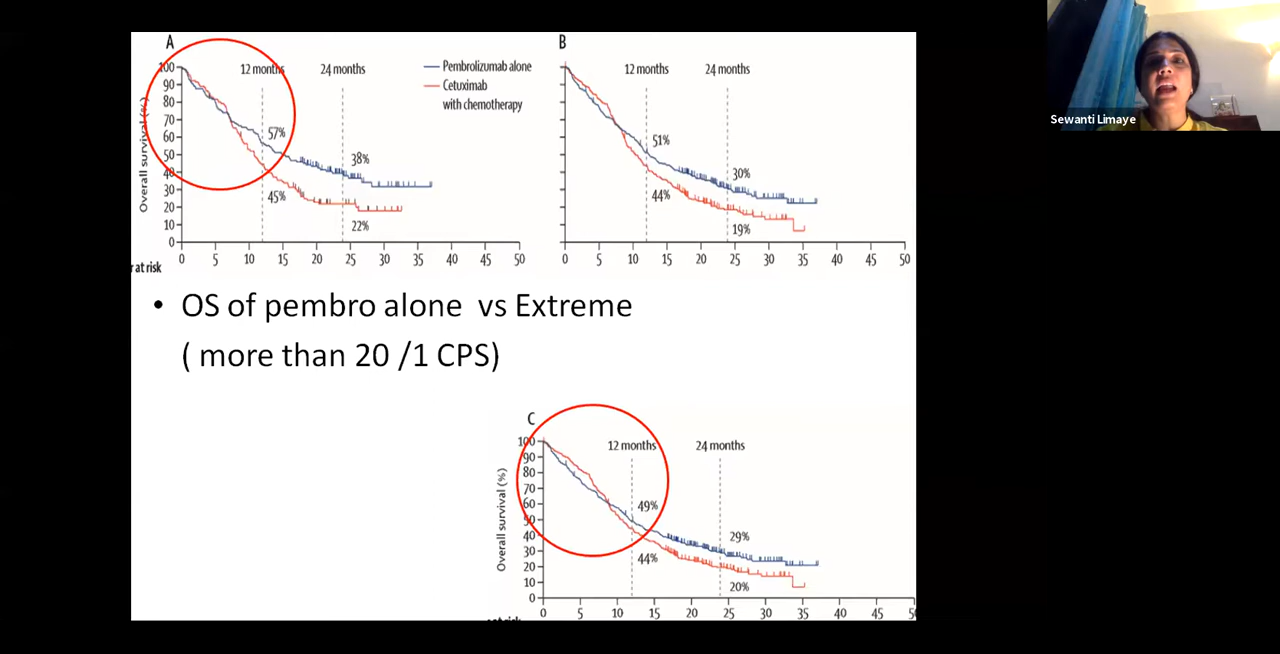 A
100
90
80
70
60
50
40
30
20
10
0
Overall survival (%)
12 months
24 months
57%
38%
45%
22%
Pembrolizumab alone
Cetuximab
with chemotherapy
0 5 10 15 20 25 30 35 40 45 50
r at risk
B
12 months
24 months
51%
30%
44%
19%
0 5 10 15 20 25 30 35 40 45 50
Sewanti Limaye
• OS of pembro alone vs Extreme
( more than 20 /1 CPS)
C
100
90
80
70
60
50
40
30
20
10
0
Overall survival (%)
12 months
24 months
49%
29%
44%
20%
0 5 10 15 20 25 30 35 40 45